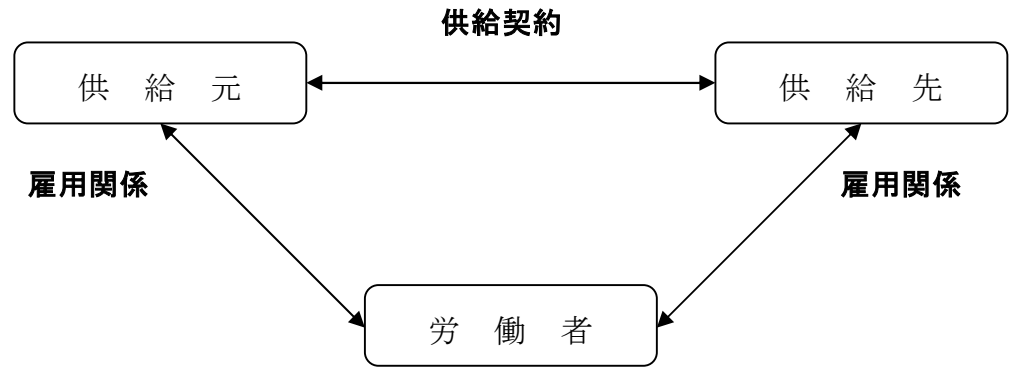 供給契約
供 給 元
供 給 先
雇用関係
雇用関係
労 働 者